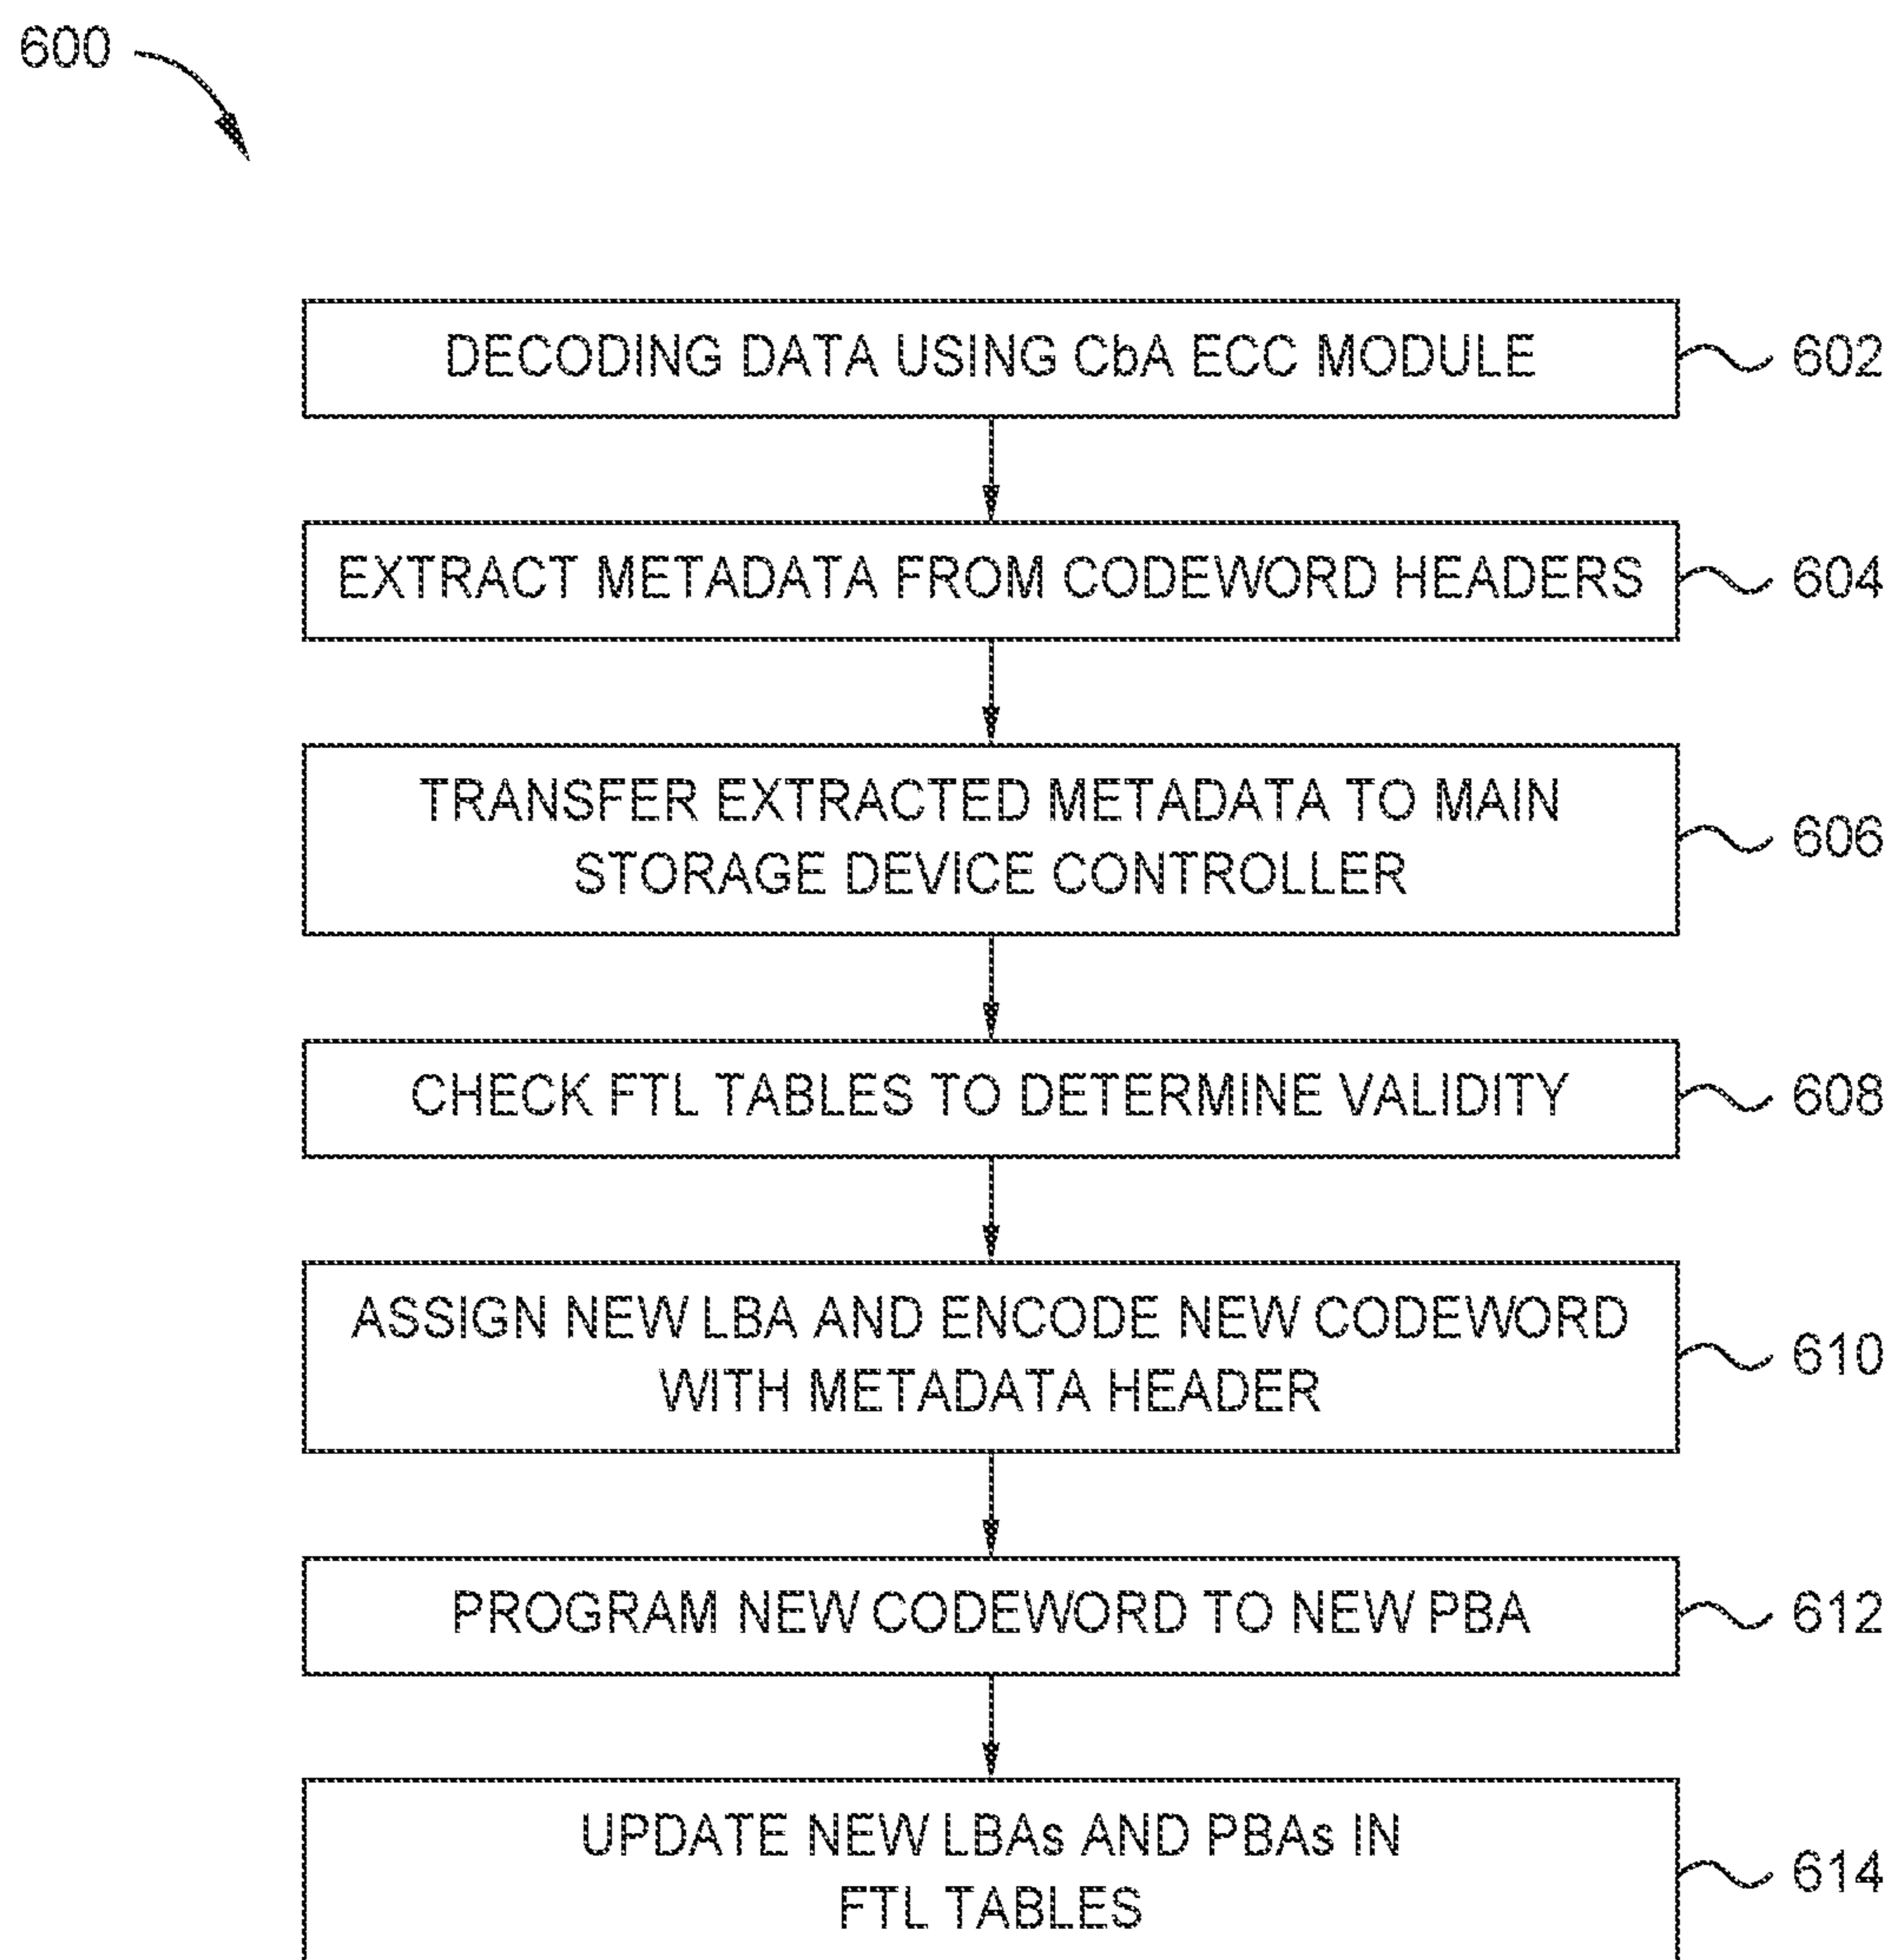 600
DECODING DATA USING CbA ECC MODULE
602
EXTRACT METADATA FROM CODEWORD HEADERS
604
TRANSFER EXTRACTED METADATA TO MAIN
STORAGE DEVICE CONTROLLER
606
CHECK FTL TABLES TO DETERMINE VALIDITY
608
ASSIGN NEW LBA AND ENCODE NEW CODEWORD
WITH METADATA HEADER
610
PROGRAM NEW CODEWORD TO NEW PBA
612
UPDATE NEW LBAs AND PBAs IN
FTL TABLES
614